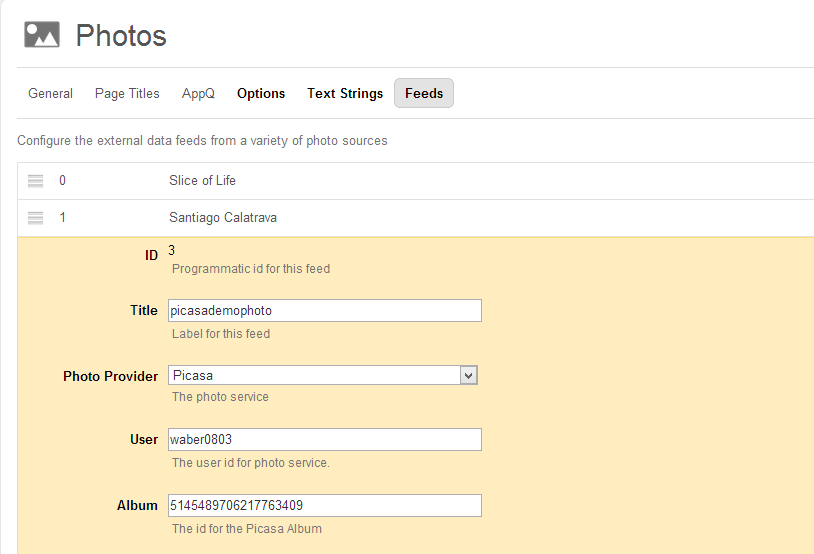 Photos
General Page Titles AppQ Options Text Strings Feeds
Configure the external data feeds from a variety of photo sources
0 Slice of Life
1 Santiago Calatrava
ID 3
Programmatic id for this feed
Title picasademophoto
Label for this feed
Photo Provider Picasa
The photo service
User waber0803
The user id for photo service.
Album 5145489706217763409
The id for the Picasa Album